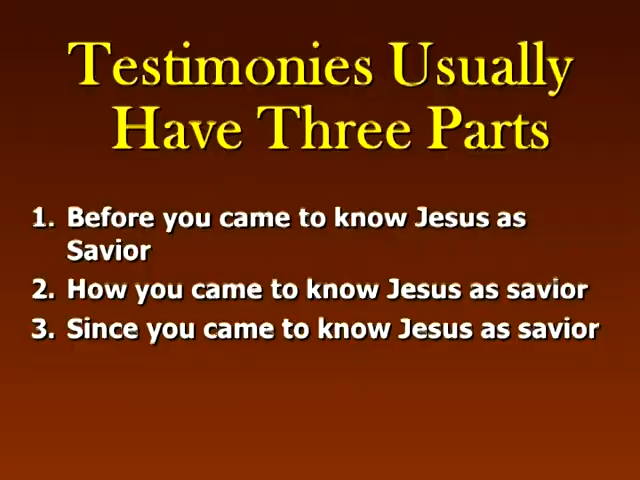 Testimonies Usually
Have Three Parts
1. Before you came to know Jesus as
Savior
2. How you came to know Jesus as savior
3. Since you came to know Jesus as savior